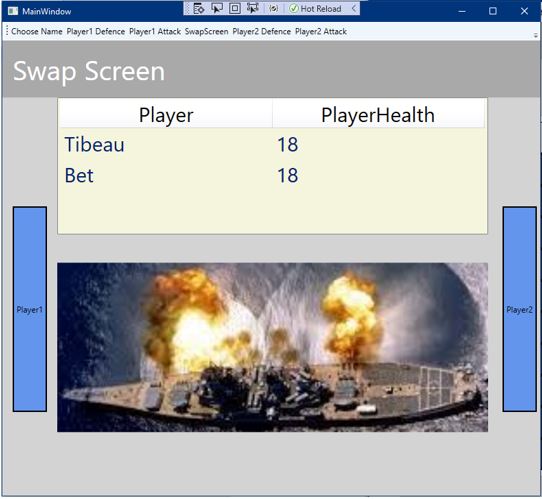 MainWindow
Hot Reload
Choose Name Player1 Defence Player1 Attack SwapScreen Player2 Defence Player2 Attack
Swap Screen
Player PlayerHealth
Tibeau 18
Bet 18
Player1
Player2